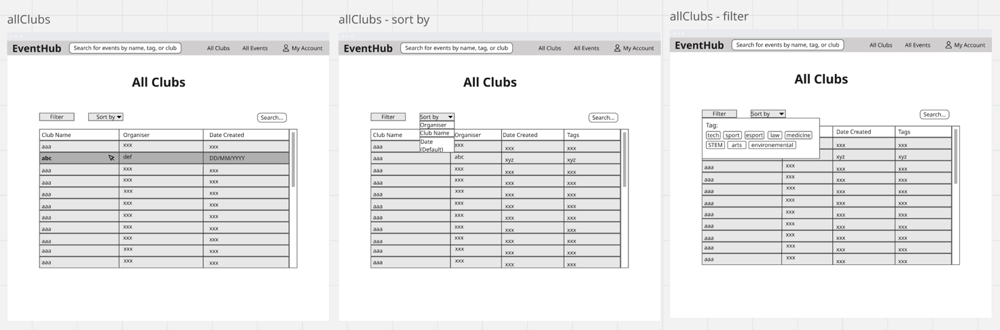 allClubs
EventHub Search for events by name, tag, or club All Clubs All Events My Account
All Clubs
Filter Sort by Search...
Club Name Organiser Date Created
aaa xxx xxx
abc def DD/MM/YYYY
aaa xxx xxx
aaa xxx xxx
aaa xxx xxx
aaa xxx xxx
aaa xxx xxx
aaa xxx xxx
aaa xxx xxx
aaa xxx xxx
aaa xxx xxx
allClubs - sort by
EventHub Search for events by name, tag, or club All Clubs All Events My Account
All Clubs
Filter Sort by Search...
Organiser
Club Name
Date
(Default)
Club Name Organiser Date Created Tags
aaa xxx xxx xxx
aaa abc xyz xyz
aaa xxx xxx xxx
aaa xxx xxx xxx
aaa xxx xxx xxx
aaa xxx xxx xxx
aaa xxx xxx xxx
aaa xxx xxx xxx
aaa xxx xxx xxx
aaa xxx xxx xxx
aaa xxx xxx xxx
allClubs - filter
EventHub Search for events by name, tag, or club All Clubs All Events My Account
All Clubs
Filter Sort by Search...
Tag:
tech sport esport law medicine
STEM arts environemental
Date Created Tags
xxx xxx
xyz xyz
aaa xxx xxx xxx
aaa xxx xxx xxx
aaa xxx xxx xxx
aaa xxx xxx xxx
aaa xxx xxx xxx
aaa xxx xxx xxx
aaa xxx xxx xxx
aaa xxx xxx xxx
aaa xxx xxx xxx